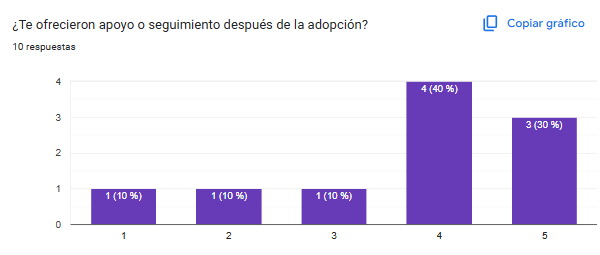 ¿Te ofrecieron apoyo o seguimiento después de la adopción?
Copiar gráfico
10 respuestas
4
3
2
1
0
1 (10 %)
1 (10 %)
1 (10 %)
4 (40 %)
3 (30 %)
1
2
3
4
5